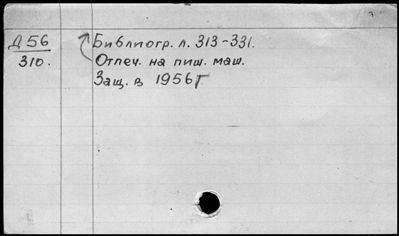 Д 56
310.
Библиогр. л. 313-331.
Отпеч. на пиш. маш.
Защ. в 1956 г